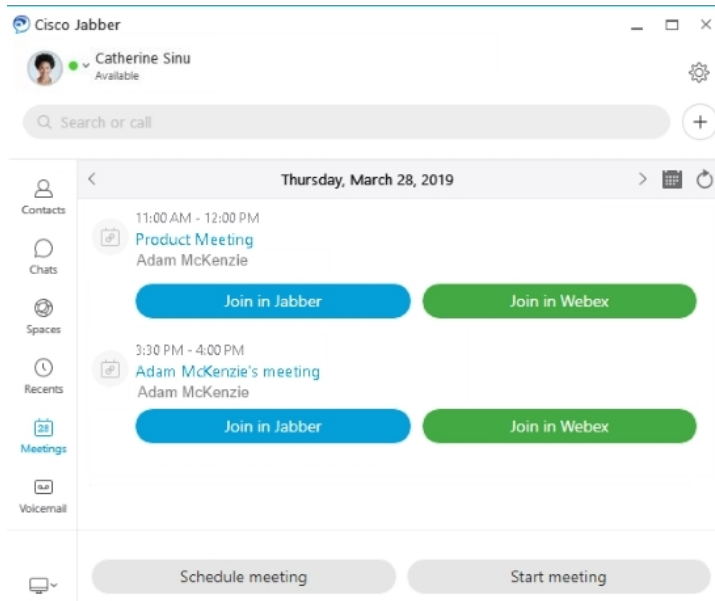 Cisco Jabber
Catherine Sinu
Available
Search or call
Contacts
Chats
Spaces
Recents
28
Meetings
Voicemail
Thursday, March 28, 2019
11:00 AM - 12:00 PM
Product Meeting
Adam McKenzie
Join in Jabber
Join in Webex
3:30 PM - 4:00 PM
Adam McKenzie's meeting
Adam McKenzie
Join in Jabber
Join in Webex
Schedule meeting
Start meeting